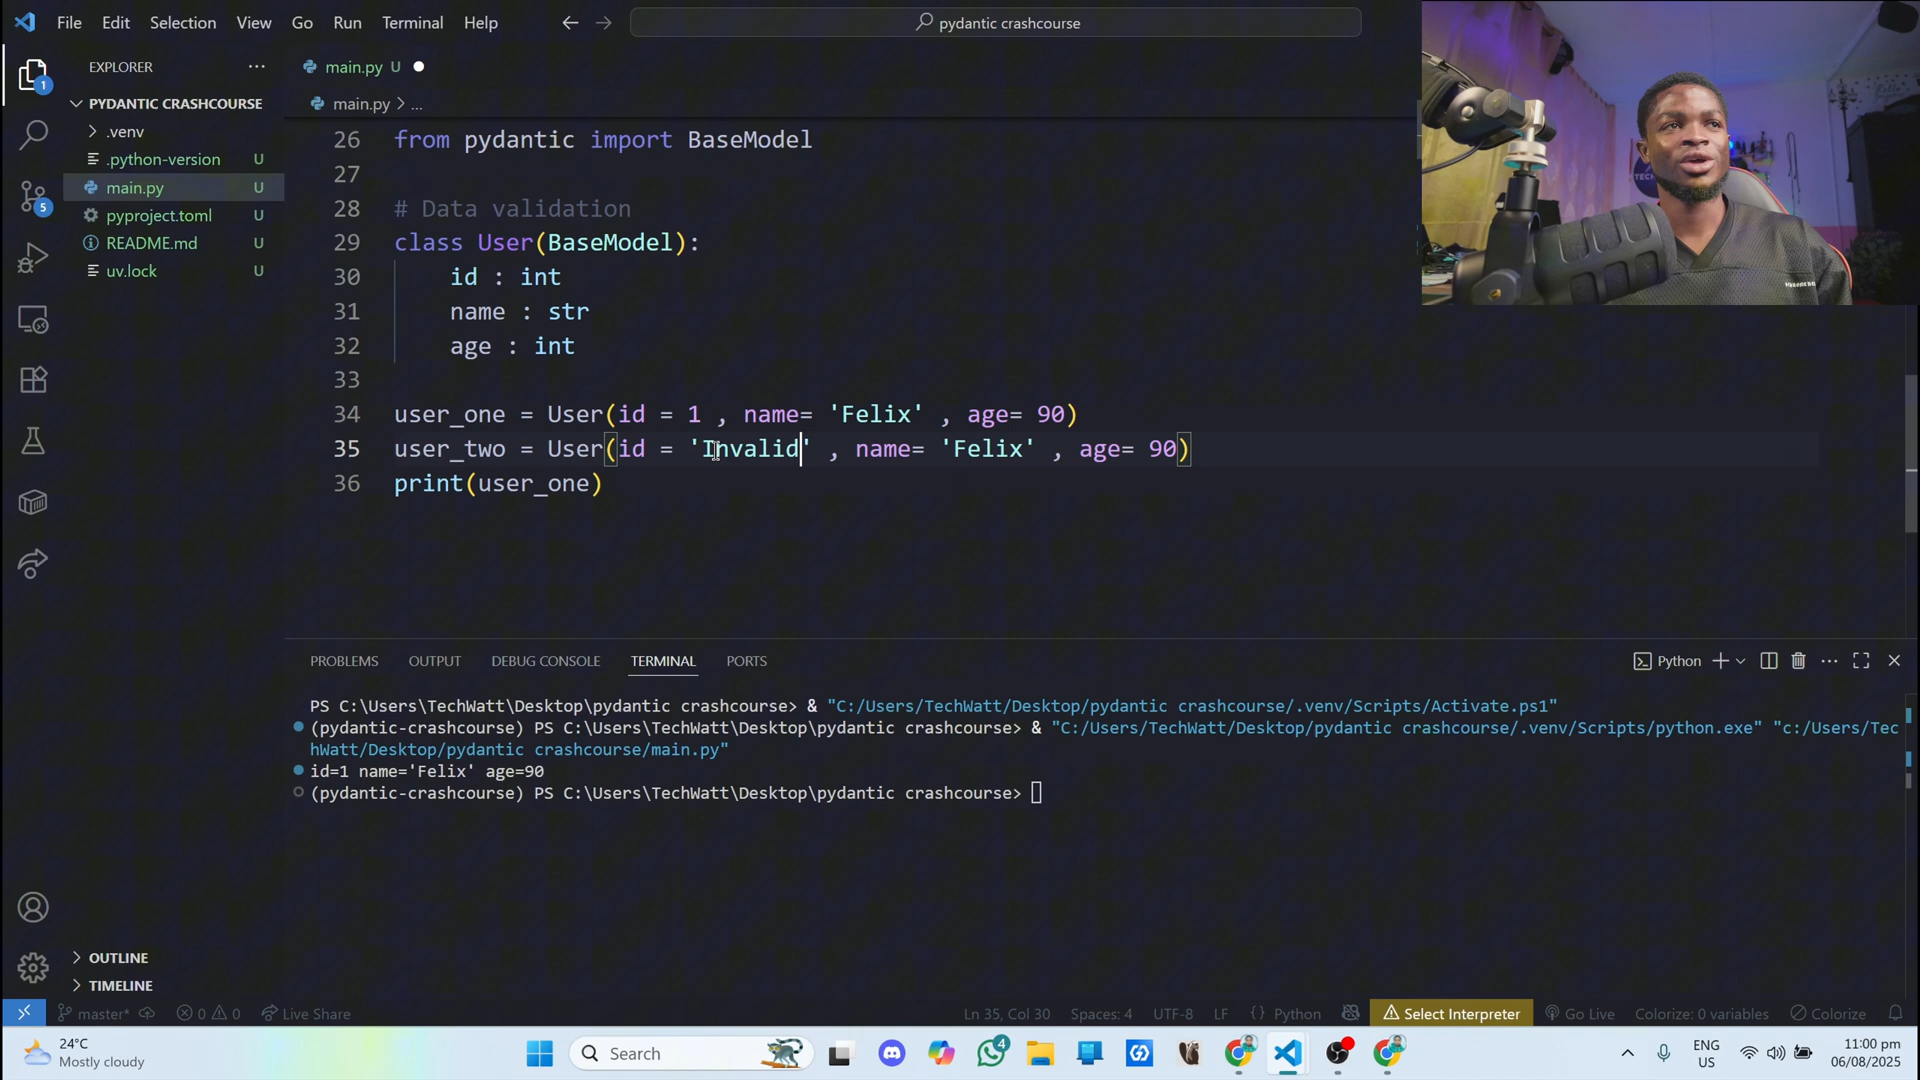 File Edit Selection View Go Run Terminal Help
pydantic crashcourse
EXPLORER
main.py U
PYDANTIC CRASHCOURSE
main.py > ...
.venv
.python-version U
main.py U
pyproject.toml U
README.md U
uv.lock U
1
5
26 from pydantic import BaseModel
27
28 # Data validation
29 class User(BaseModel):
30 id : int
31 name : str
32 age : int
33
34 user_one = User(id = 1 , name= 'Felix' , age= 90)
35 user_two = User(id = 'Invalid' , name= 'Felix' , age= 90)
36 print(user_one)
PROBLEMS OUTPUT DEBUG CONSOLE TERMINAL PORTS
Python
PS C:\Users\TechWatt\Desktop\pydantic crashcourse> & "C:/Users/TechWatt/Desktop/pydantic crashcourse/.venv/Scripts/Activate.ps1"
(pydantic-crashcourse) PS C:\Users\TechWatt\Desktop\pydantic crashcourse> & "C:/Users/TechWatt/Desktop/pydantic crashcourse/.venv/Scripts/python.exe" "c:/Users/Tec
hWatt/Desktop/pydantic crashcourse/main.py"
id=1 name='Felix' age=90
(pydantic-crashcourse) PS C:\Users\TechWatt\Desktop\pydantic crashcourse>
OUTLINE
TIMELINE
master* 0 0 Live Share Ln 35, Col 30 Spaces: 4 UTF-8 LF {} Python Select Interpreter Go Live Colorize: 0 variables Colorize
24°C
Mostly cloudy
Search
4
ENG
US
11:00 pm
06/08/2025